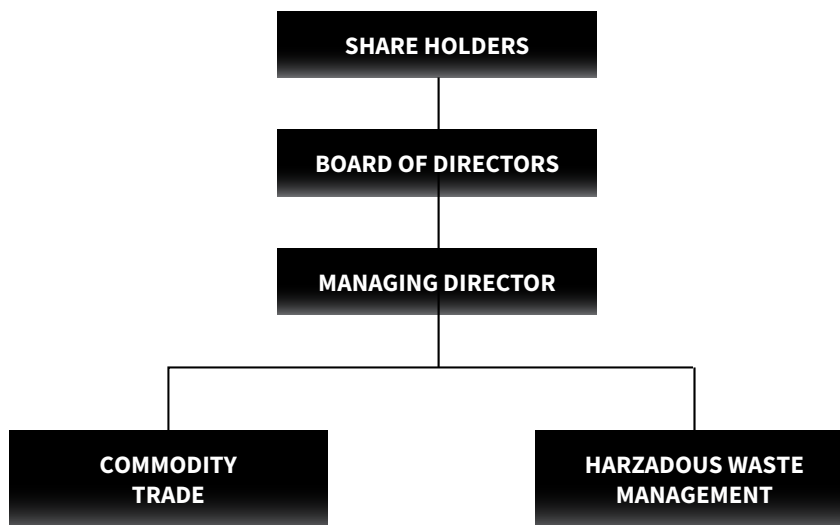 SHARE HOLDERS
BOARD OF DIRECTORS
MANAGING DIRECTOR
COMMODITY
TRADE
HARZADOUS WASTE
MANAGEMENT